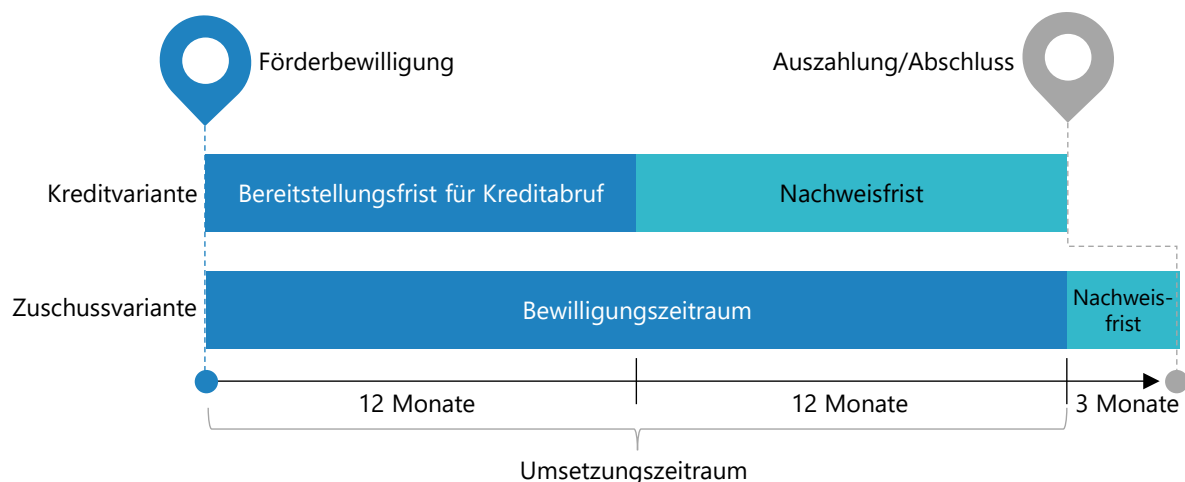 Förderbewilligung
Auszahlung/Abschluss
Kreditvariante
Bereitstellungsfrist für Kreditabruf
Nachweisfrist
Zuschussvariante
Bewilligungszeitraum
Nachweis-
frist
12 Monate
12 Monate
3 Monate
Umsetzungszeitraum